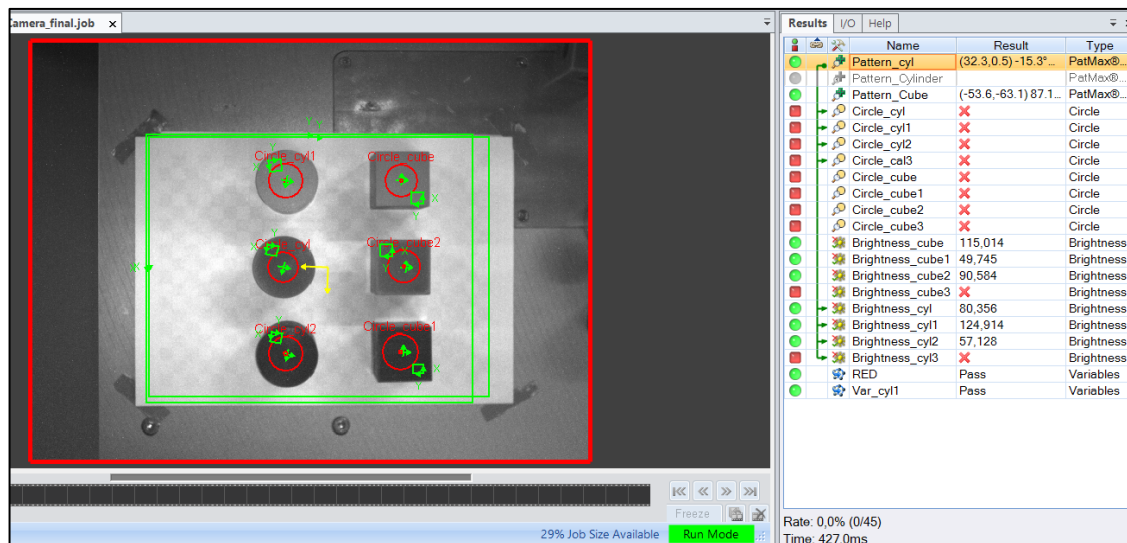 Camera_final.job x
Results I/O Help
Name Result Type
Pattern_cyl (32.3,0.5) -15.3°... PatMax®...
Pattern_Cylinder PatMax®...
Pattern_Cube (-53.6,-63.1) 87.1... PatMax®...
Circle_cyl Circle
Circle_cyl1 Circle
Circle_cyl2 Circle
Circle_cal3 Circle
Circle_cube Circle
Circle_cube1 Circle
Circle_cube2 Circle
Circle_cube3 Circle
Brightness_cube 115,014 Brightness
Brightness_cube1 49,745 Brightness
Brightness_cube2 90,584 Brightness
Brightness_cube3 Brightness
Brightness_cyl 80,356 Brightness
Brightness_cyl1 124,914 Brightness
Brightness_cyl2 57,128 Brightness
Brightness_cyl3 Brightness
RED Pass Variables
Var_cyl1 Pass Variables
Circle_cyl1 Circle_cube
Circle_cyl Circle_cube2
Circle_cyl2 Circle_cube1
Freeze
29% Job Size Available Run Mode
Rate: 0,0% (0/45)
Time: 427,0ms